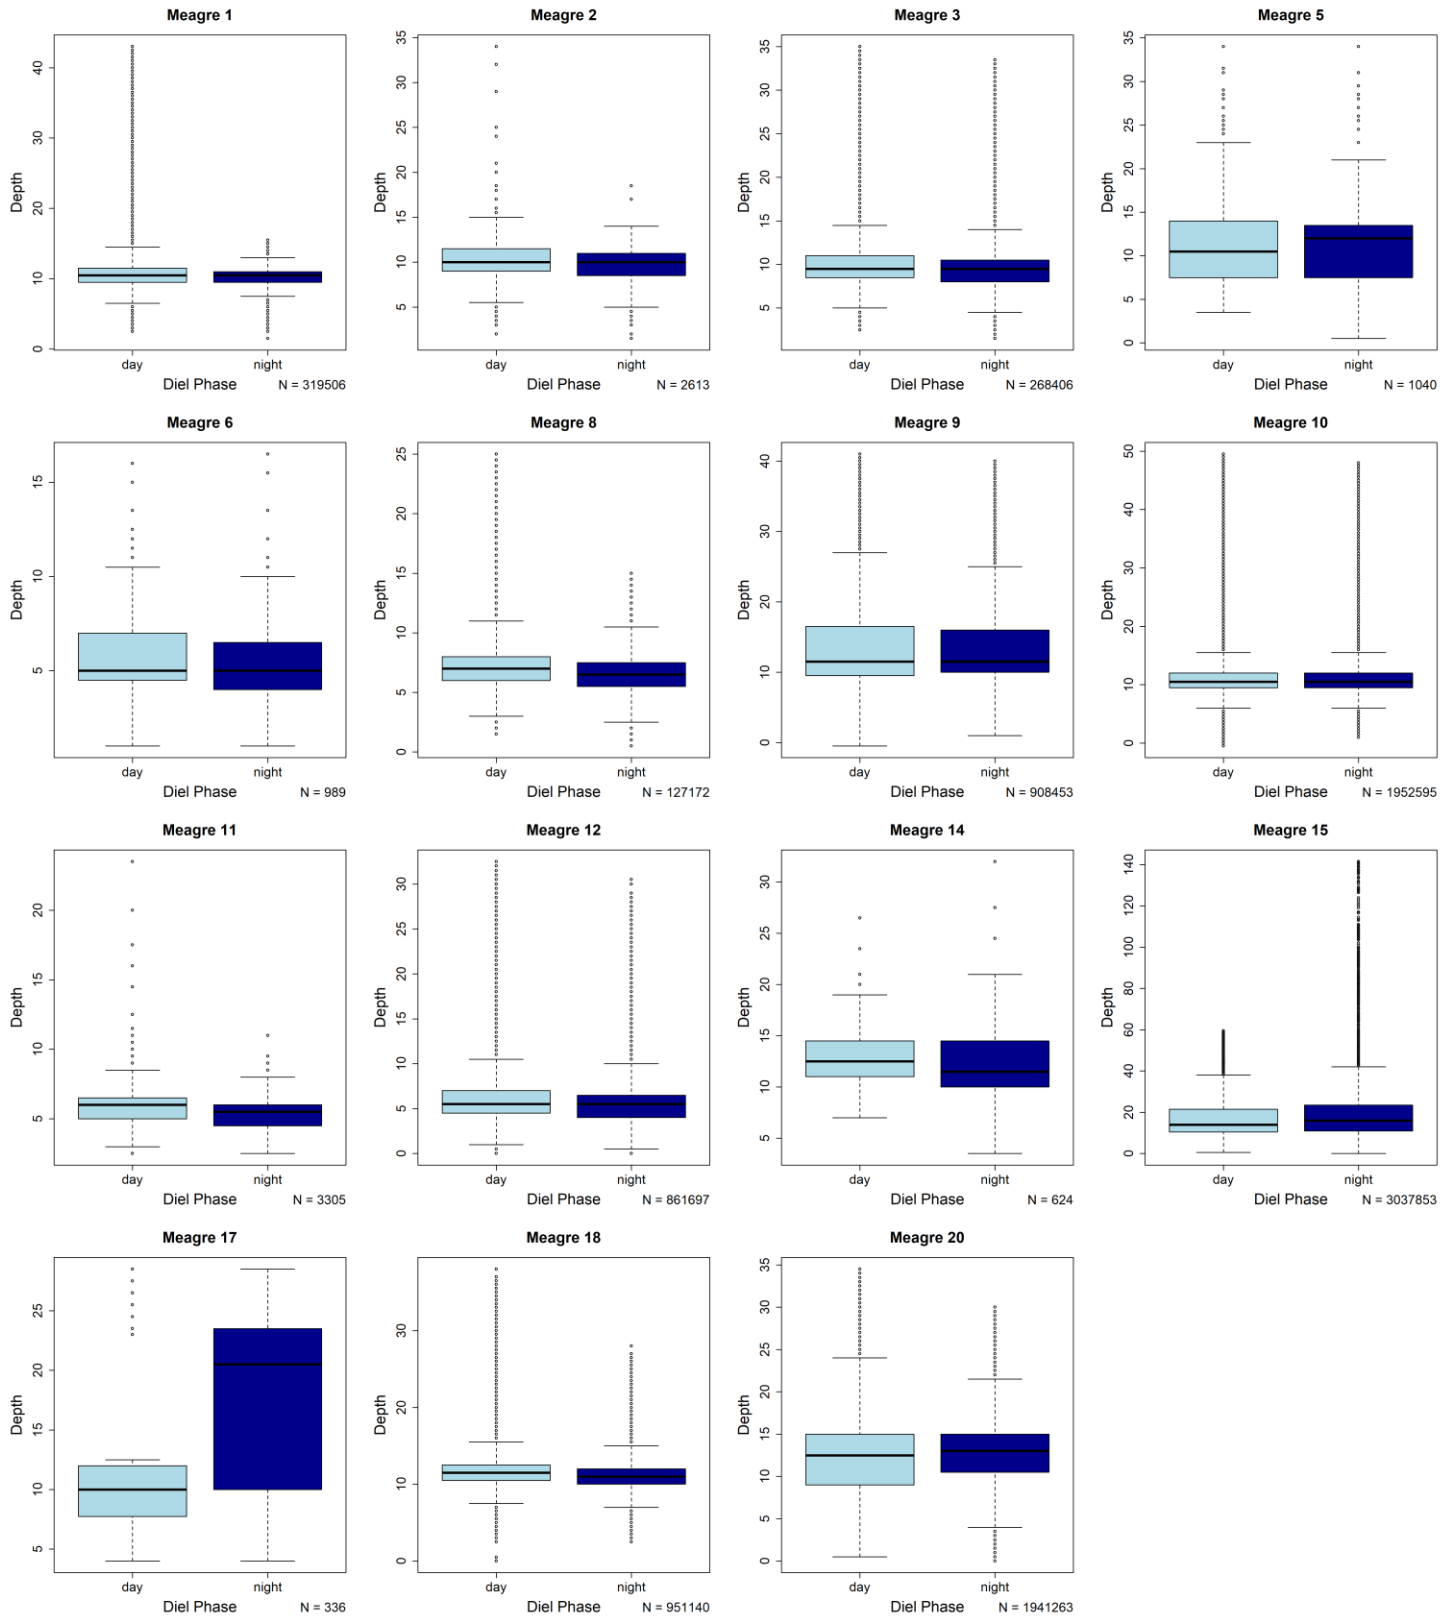 Meagre 1
Meagre 2
Meagre 3
Meagre 5
Depth
0 10 20 30 40
day night
Diel Phase N = 319506
Depth
5 10 15 20 25 30 35
day night
Diel Phase N = 2613
Depth
5 10 15 20 25 30 35
day night
Diel Phase N = 268406
Depth
0 5 10 15 20 25 30 35
day night
Diel Phase N = 1040
Meagre 6
Meagre 8
Meagre 9
Meagre 10
Depth
5 10 15
day night
Diel Phase N = 989
Depth
0 5 10 15 20 25
day night
Diel Phase N = 127172
Depth
0 10 20 30 40
day night
Diel Phase N = 908453
Depth
0 10 20 30 40 50
day night
Diel Phase N = 1952595
Meagre 11
Meagre 12
Meagre 14
Meagre 15
Depth
5 10 15 20
day night
Diel Phase N = 3305
Depth
0 5 10 15 20 25 30
day night
Diel Phase N = 861697
Depth
5 10 15 20 25 30
day night
Diel Phase N = 624
Depth
0 20 40 60 80 100 120 140
day night
Diel Phase N = 3037853
Meagre 17
Meagre 18
Meagre 20
Depth
5 10 15 20 25
day night
Diel Phase N = 336
Depth
0 10 20 30
day night
Diel Phase N = 951140
Depth
0 5 10 15 20 25 30 35
day night
Diel Phase N = 1941263